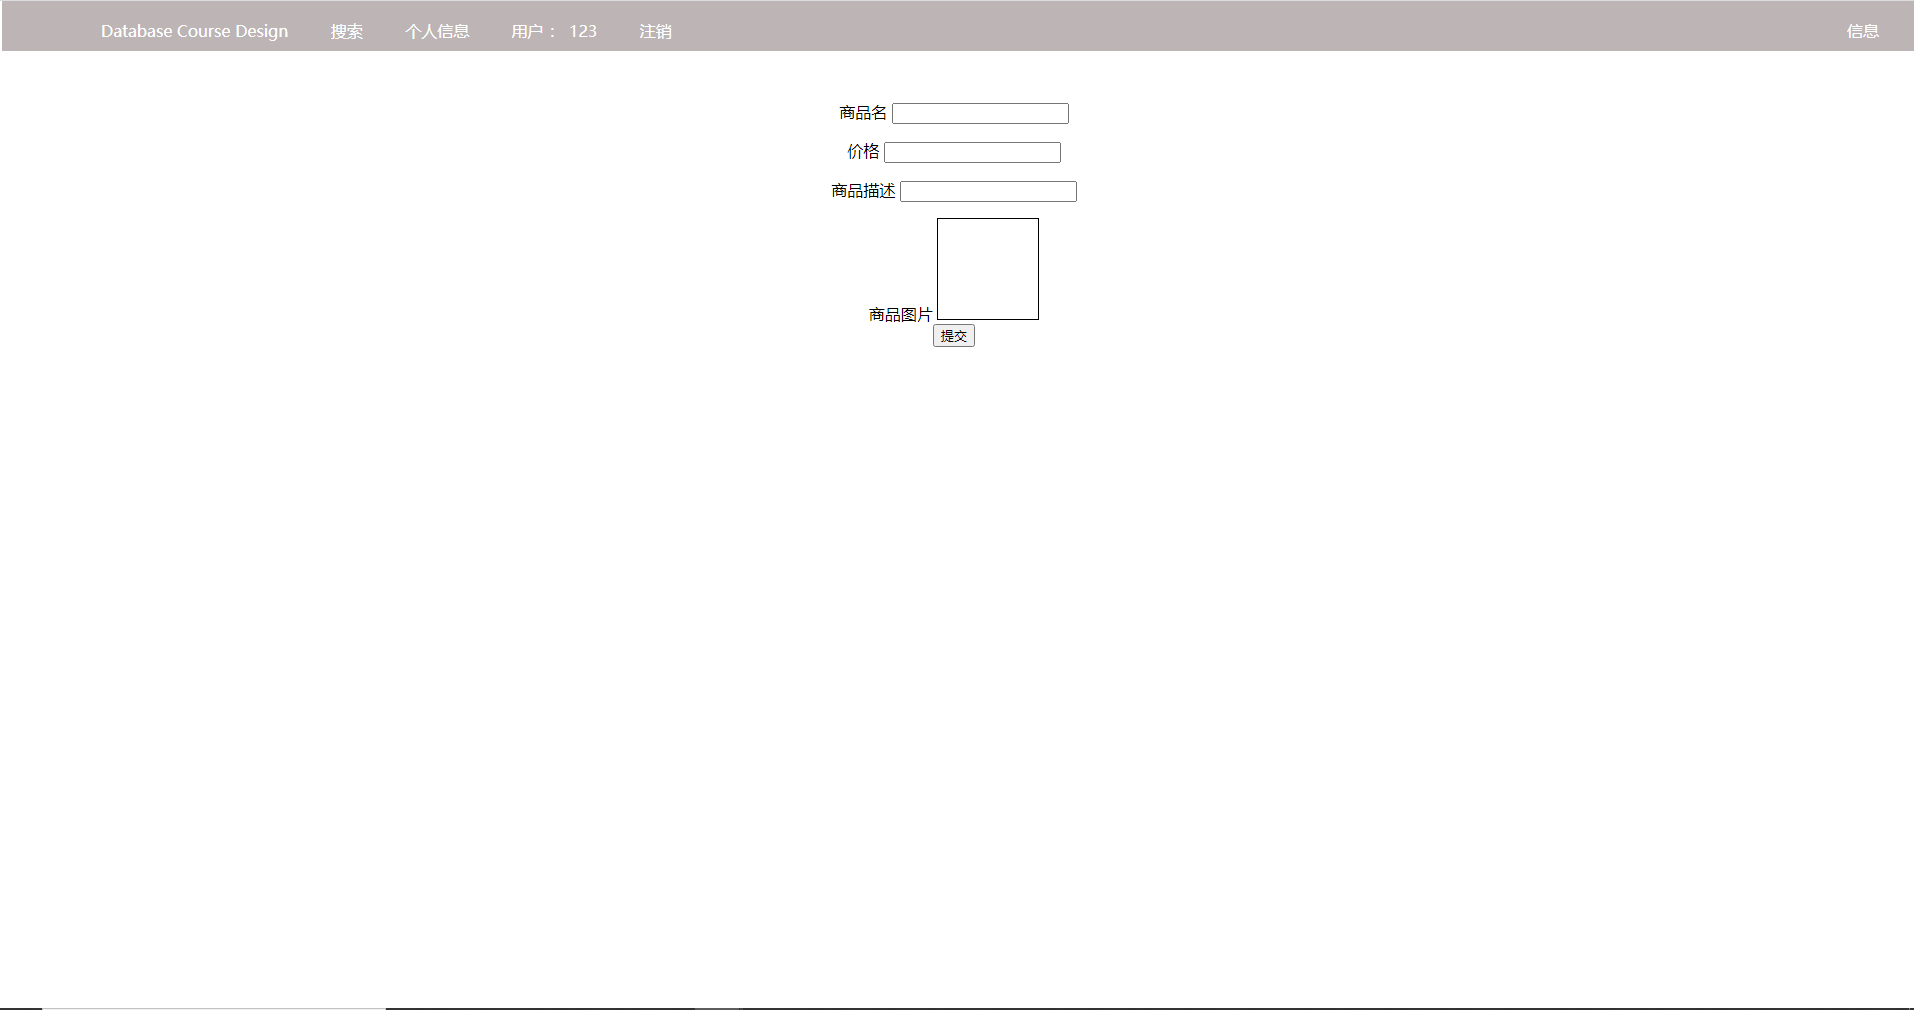 Database Course Design 搜索 个人信息 用户： 123 注销 信息
商品名
价格
商品描述
商品图片
提交